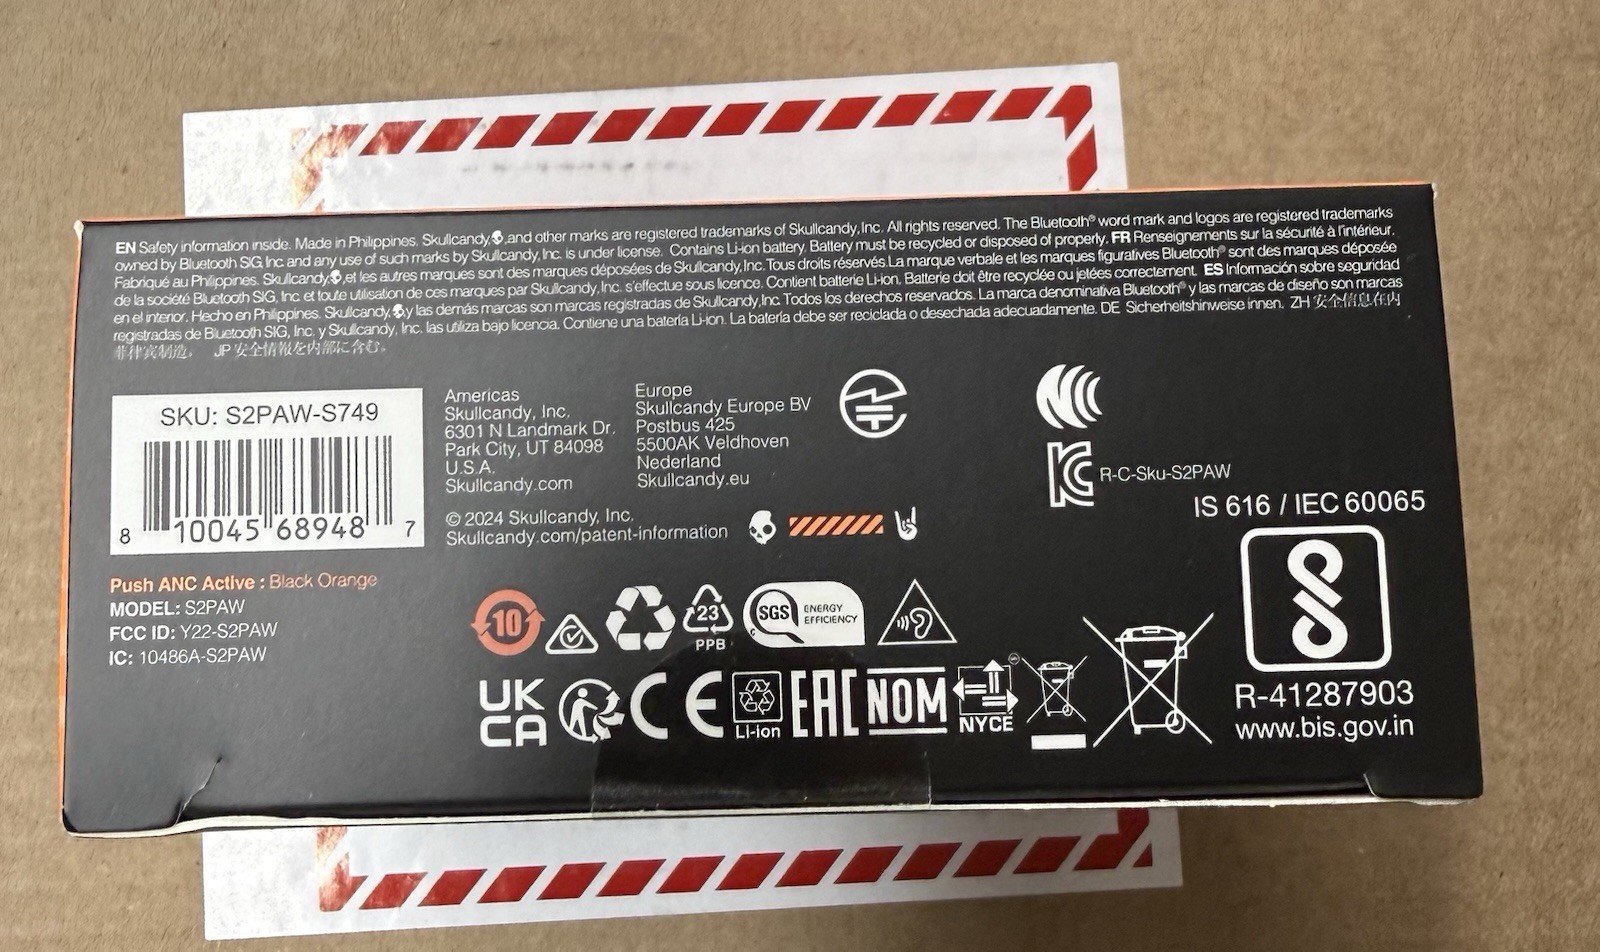 EN Safety information inside. Made in Philippines. Skullcandy, and other marks are registered trademarks of Skullcandy, Inc. All rights reserved. The Bluetooth® word mark and logos are registered trademarks
owned by Bluetooth SIG, Inc and any use of such marks by Skullcandy, Inc. is under license. Contains Li-ion battery. Battery must be recycled or disposed of properly. FR Renseignements sur la sécurité à l'intérieur.
Fabriqué au Philippines. Skullcandy, et les autres marques sont des marques déposées de Skullcandy, Inc. Tous droits réservés. La marque verbale et les marques figuratives Bluetooth® sont des marques déposée
de la société Bluetooth SIG, Inc et toute utilisation de ces marques par Skullcandy, Inc. s'effectue sous licence. Contient batterie Li-ion. Batterie doit être recyclée ou jetées correctement. ES Información sobre seguridad
en el interior. Hecho en Philippines. Skullcandy, y las demás marcas son marcas registradas de Skullcandy, Inc. Todos los derechos reservados. La marca denominativa Bluetooth® y las marcas de diseño son marcas
registradas de Bluetooth SIG, Inc. y Skullcandy, Inc. las utiliza bajo licencia. Contiene una batería Li-ion. La batería debe ser reciclada o desechada adecuadamente. DE Sicherheitshinweise innen. ZH 安全信息在内
菲律宾制造。 JP 安全情報を内部に含む。
SKU: S2PAW-S749
8 10045 68948 7
Push ANC Active : Black Orange
MODEL: S2PAW
FCC ID: Y22-S2PAW
IC: 10486A-S2PAW
Americas
Skullcandy, Inc.
6301 N Landmark Dr.
Park City, UT 84098
U.S.A.
Skullcandy.com
Europe
Skullcandy Europe BV
Postbus 425
5500AK Veldhoven
Nederland
Skullcandy.eu
© 2024 Skullcandy, Inc.
Skullcandy.com/patent-information
R-C-Sku-S2PAW
IS 616 / IEC 60065
R-41287903
www.bis.gov.in
10
23
PPB
SGS
ENERGY
EFFICIENCY
UK
CA
CE
Li-ion
EAC
NOM
NYCE